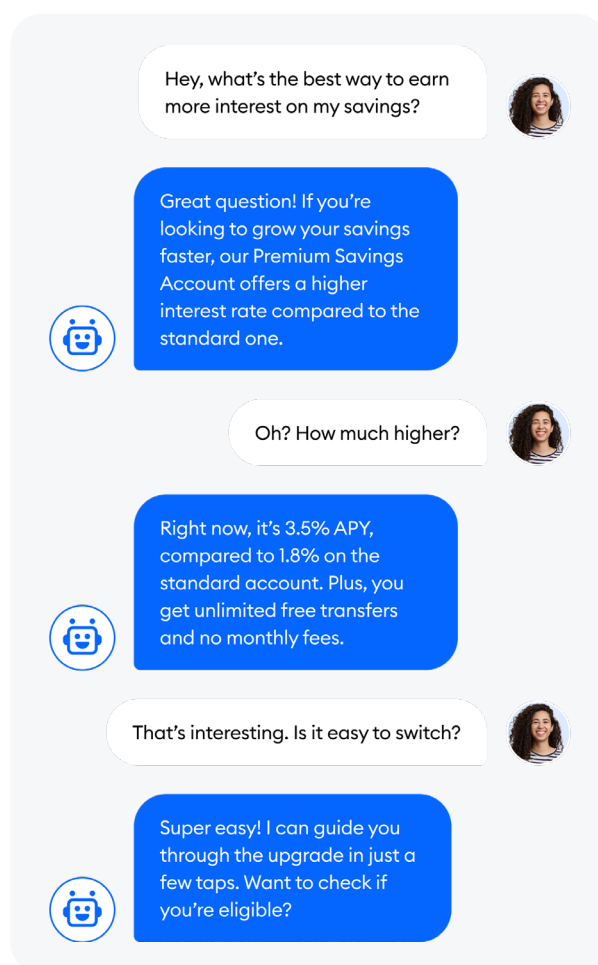 Hey, what’s the best way to earn
more interest on my savings?
Great question! If you’re
looking to grow your savings
faster, our Premium Savings
Account offers a higher
interest rate compared to the
standard one.
Oh? How much higher?
Right now, it’s 3.5% APY,
compared to 1.8% on the
standard account. Plus, you
get unlimited free transfers
and no monthly fees.
That’s interesting. Is it easy to switch?
Super easy! I can guide you
through the upgrade in just a
few taps. Want to check if
you’re eligible?